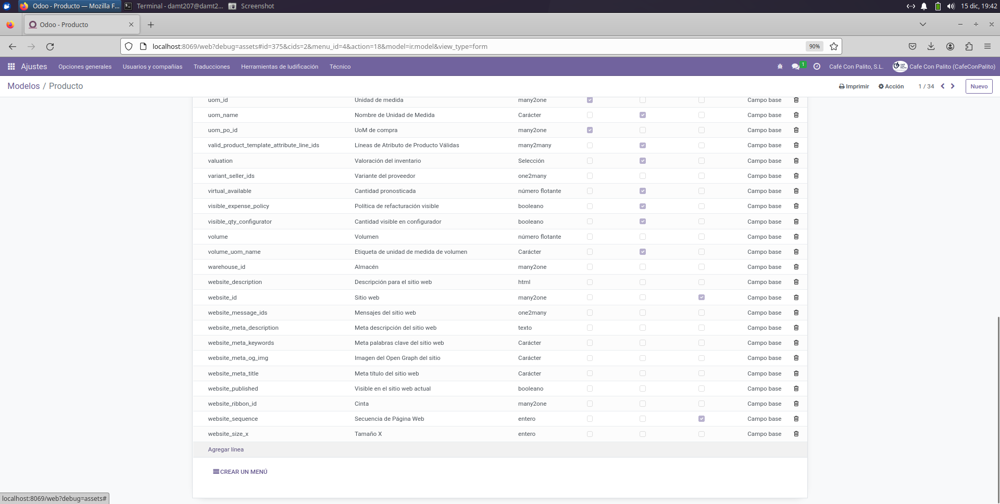 Odoo - Producto — Mozilla F...
Terminal - damt207@damt2...
Screenshot
15 dic, 19:42
Odoo - Producto
localhost:8069/web?debug=assets#id=375&cids=2&menu_id=4&action=18&model=ir.model&view_type=form
90%
Ajustes Opciones generales Usuarios y compañías Traducciones Herramientas de ludificación Técnico 1 Café Con Palito, S.L. Cafe Con Palito (CafeConPalito)
Modelos / Producto Imprimir Acción 1 / 34 Nuevo
uom_id Unidad de medida many2one Campo base
uom_name Nombre de Unidad de Medida Carácter Campo base
uom_po_id UoM de compra many2one Campo base
valid_product_template_attribute_line_ids Líneas de Atributo de Producto Válidas many2many Campo base
valuation Valoración del inventario Selección Campo base
variant_seller_ids Variante del proveedor one2many Campo base
virtual_available Cantidad pronosticada número flotante Campo base
visible_expense_policy Política de refacturación visible booleano Campo base
visible_qty_configurator Cantidad visible en configurador booleano Campo base
volume Volumen número flotante Campo base
volume_uom_name Etiqueta de unidad de medida de volumen Carácter Campo base
warehouse_id Almacén many2one Campo base
website_description Descripción para el sitio web html Campo base
website_id Sitio web many2one Campo base
website_message_ids Mensajes del sitio web one2many Campo base
website_meta_description Meta descripción del sitio web texto Campo base
website_meta_keywords Meta palabras clave del sitio web Carácter Campo base
website_meta_og_img Imagen del Open Graph del sitio Carácter Campo base
website_meta_title Meta título del sitio web Carácter Campo base
website_published Visible en el sitio web actual booleano Campo base
website_ribbon_id Cinta many2one Campo base
website_sequence Secuencia de Página Web entero Campo base
website_size_x Tamaño X entero Campo base
Agregar línea
CREAR UN MENÚ
localhost:8069/web?debug=assets#